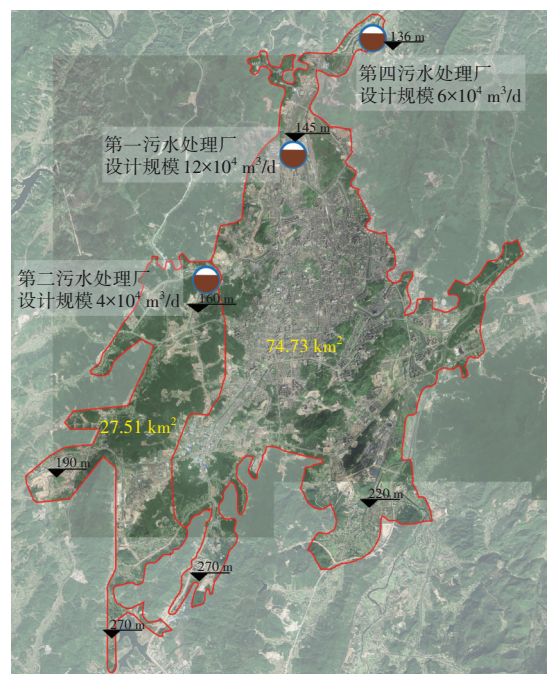 136 m
第四污水处理厂
设计规模 6×10⁴ m³/d
145 m
第一污水处理厂
设计规模 12×10⁴ m³/d
第二污水处理厂
设计规模 4×10⁴ m³/d
160 m
74.73 km²
27.51 km²
190 m
220 m
270 m
270 m